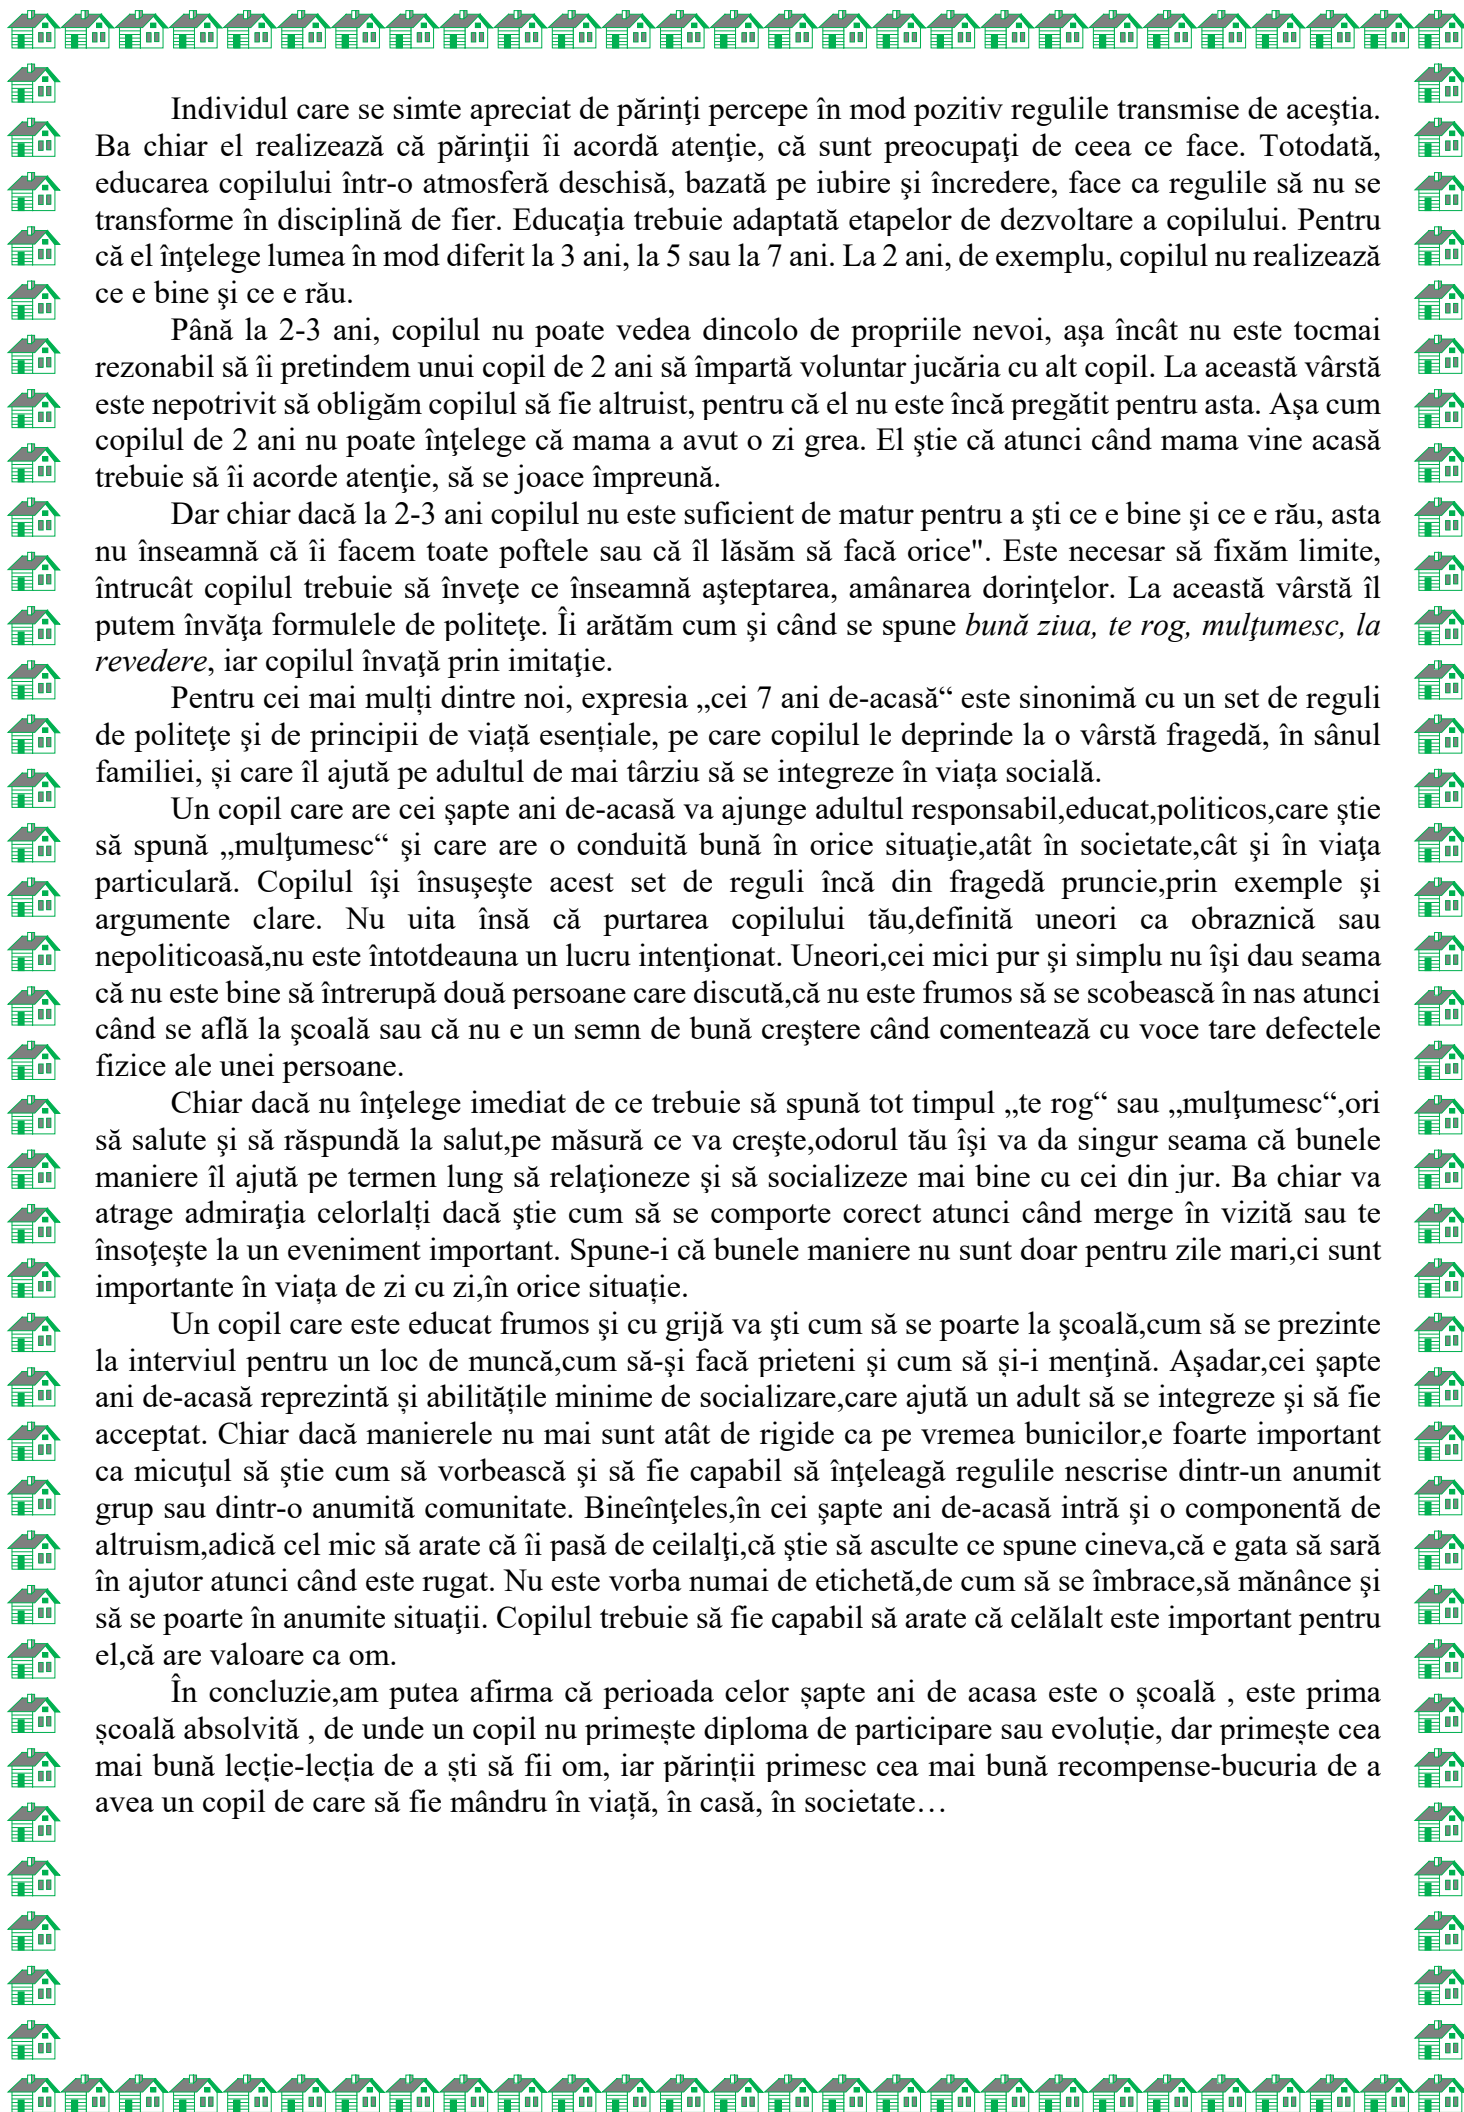 Individul care se simte apreciat de părinţi percepe în mod pozitiv regulile transmise de aceştia.
Ba chiar el realizează că părinţii îi acordă atenţie, că sunt preocupaţi de ceea ce face. Totodată,
educarea copilului într-o atmosferă deschisă, bazată pe iubire şi încredere, face ca regulile să nu se
transforme în disciplină de fier. Educaţia trebuie adaptată etapelor de dezvoltare a copilului. Pentru
că el înţelege lumea în mod diferit la 3 ani, la 5 sau la 7 ani. La 2 ani, de exemplu, copilul nu realizează
ce e bine şi ce e rău.
Până la 2-3 ani, copilul nu poate vedea dincolo de propriile nevoi, aşa încât nu este tocmai
rezonabil să îi pretindem unui copil de 2 ani să împartă voluntar jucăria cu alt copil. La această vârstă
este nepotrivit să obligăm copilul să fie altruist, pentru că el nu este încă pregătit pentru asta. Aşa cum
copilul de 2 ani nu poate înţelege că mama a avut o zi grea. El ştie că atunci când mama vine acasă
trebuie să îi acorde atenţie, să se joace împreună.
Dar chiar dacă la 2-3 ani copilul nu este suficient de matur pentru a şti ce e bine şi ce e rău, asta
nu înseamnă că îi facem toate poftele sau că îl lăsăm să facă orice". Este necesar să fixăm limite,
întrucât copilul trebuie să înveţe ce înseamnă aşteptarea, amânarea dorinţelor. La această vârstă îl
putem învăţa formulele de politeţe. Îi arătăm cum şi când se spune bună ziua, te rog, mulţumesc, la
revedere, iar copilul învaţă prin imitaţie.
Pentru cei mai mulți dintre noi, expresia „cei 7 ani de-acasă“ este sinonimă cu un set de reguli
de politeţe şi de principii de viață esențiale, pe care copilul le deprinde la o vârstă fragedă, în sânul
familiei, și care îl ajută pe adultul de mai târziu să se integreze în viața socială.
Un copil care are cei şapte ani de-acasă va ajunge adultul responsabil,educat,politicos,care ştie
să spună „mulţumesc“ şi care are o conduită bună în orice situaţie,atât în societate,cât şi în viaţa
particulară. Copilul îşi însuşeşte acest set de reguli încă din fragedă pruncie,prin exemple şi
argumente clare. Nu uita însă că purtarea copilului tău,definită uneori ca obraznică sau
nepoliticoasă,nu este întotdeauna un lucru intenţionat. Uneori,cei mici pur şi simplu nu îşi dau seama
că nu este bine să întrerupă două persoane care discută,că nu este frumos să se scobească în nas atunci
când se află la şcoală sau că nu e un semn de bună creştere când comentează cu voce tare defectele
fizice ale unei persoane.
Chiar dacă nu înţelege imediat de ce trebuie să spună tot timpul „te rog“ sau „mulţumesc“,ori
să salute şi să răspundă la salut,pe măsură ce va creşte,odorul tău îşi va da singur seama că bunele
maniere îl ajută pe termen lung să relaţioneze şi să socializeze mai bine cu cei din jur. Ba chiar va
atrage admiraţia celorlalți dacă ştie cum să se comporte corect atunci când merge în vizită sau te
însoţeşte la un eveniment important. Spune-i că bunele maniere nu sunt doar pentru zile mari,ci sunt
importante în viața de zi cu zi,în orice situație.
Un copil care este educat frumos şi cu grijă va şti cum să se poarte la şcoală,cum să se prezinte
la interviul pentru un loc de muncă,cum să-şi facă prieteni şi cum să și-i menţină. Aşadar,cei şapte
ani de-acasă reprezintă și abilitățile minime de socializare,care ajută un adult să se integreze şi să fie
acceptat. Chiar dacă manierele nu mai sunt atât de rigide ca pe vremea bunicilor,e foarte important
ca micuţul să ştie cum să vorbească şi să fie capabil să înţeleagă regulile nescrise dintr-un anumit
grup sau dintr-o anumită comunitate. Bineînţeles,în cei şapte ani de-acasă intră şi o componentă de
altruism,adică cel mic să arate că îi pasă de ceilalți,că ştie să asculte ce spune cineva,că e gata să sară
în ajutor atunci când este rugat. Nu este vorba numai de etichetă,de cum să se îmbrace,să mănânce şi
să se poarte în anumite situaţii. Copilul trebuie să fie capabil să arate că celălalt este important pentru
el,că are valoare ca om.
În concluzie,am putea afirma că perioada celor șapte ani de acasa este o școală , este prima
școală absolvită , de unde un copil nu primește diploma de participare sau evoluție, dar primește cea
mai bună lecție-lecția de a ști să fii om, iar părinții primesc cea mai bună recompense-bucuria de a
avea un copil de care să fie mândru în viață, în casă, în societate…